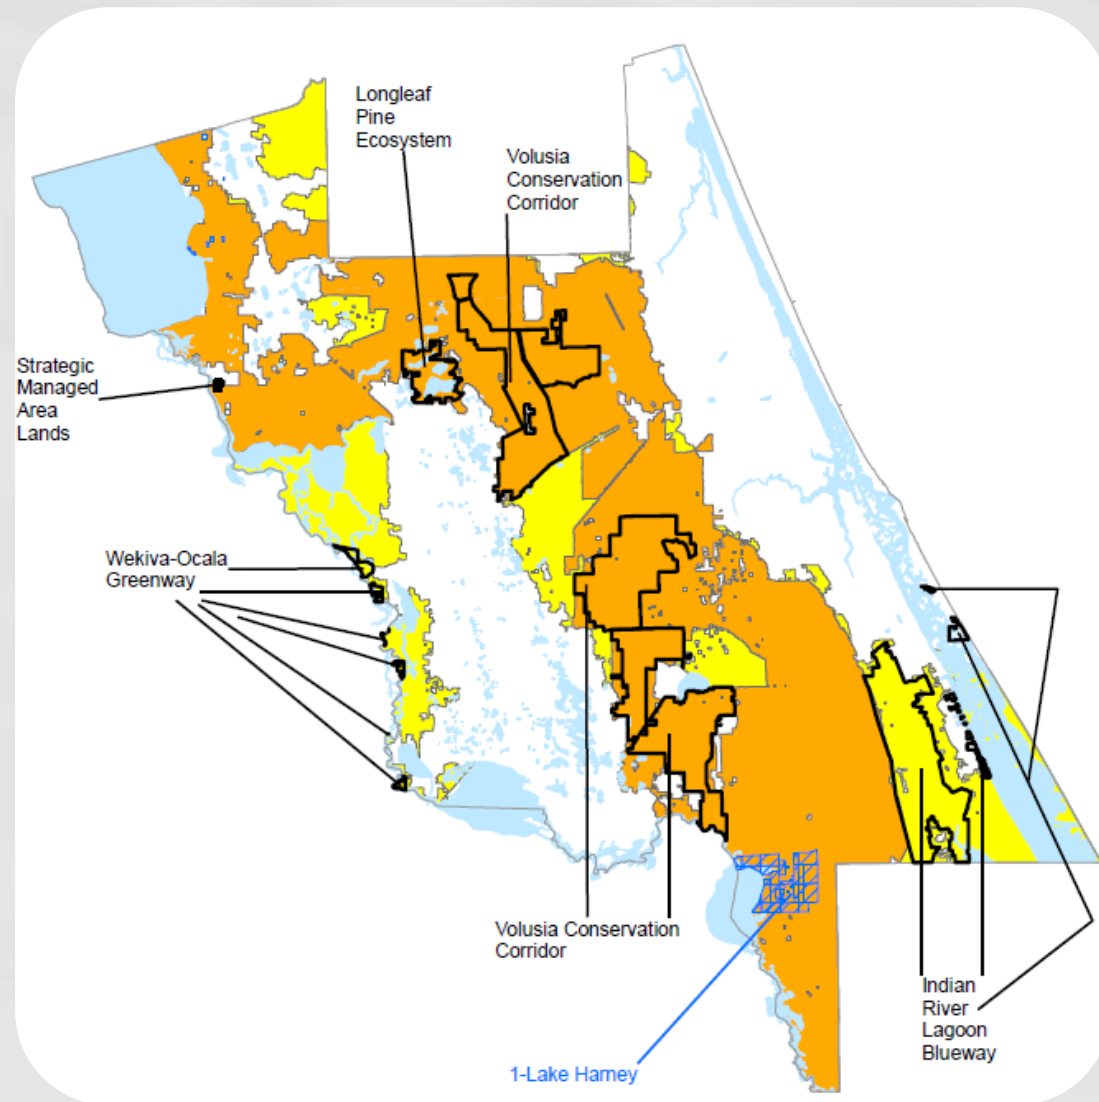 Longleaf
Pine
Ecosystem
Volusia
Conservation
Corridor
Strategic
Managed
Area
Lands
Wekiva-Ocala
Greenway
Volusia Conservation
Corridor
Indian
River
Lagoon
Blueway
1-Lake Harney